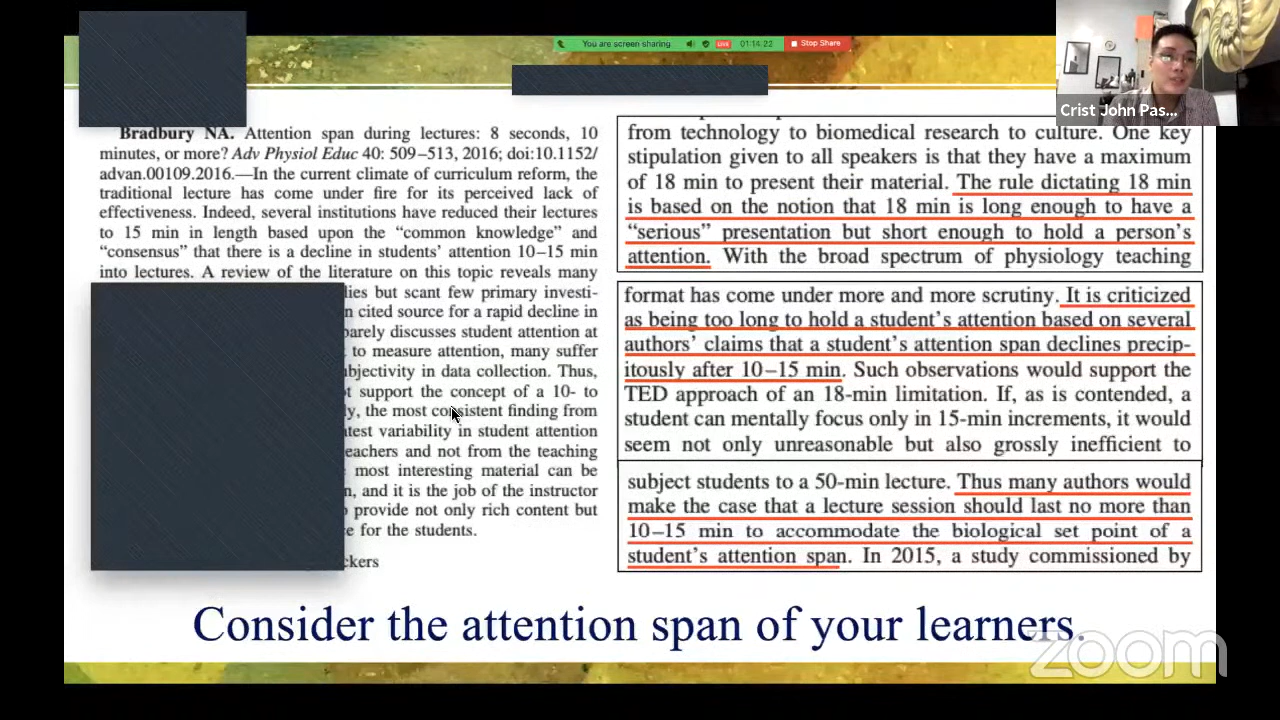 You are screen sharing LIVE 01:14:22 Stop Share
Crist John Pas...
Bradbury NA. Attention span during lectures: 8 seconds, 10
minutes, or more? Adv Physiol Educ 40: 509–513, 2016; doi:10.1152/
advan.00109.2016.—In the current climate of curriculum reform, the
traditional lecture has come under fire for its perceived lack of
effectiveness. Indeed, several institutions have reduced their lectures
to 15 min in length based upon the “common knowledge” and
“consensus” that there is a decline in students’ attention 10–15 min
into lectures. A review of the literature on this topic reveals many
lies but scant few primary investi-
n cited source for a rapid decline in
barely discusses student attention at
to measure attention, many suffer
bjectivity in data collection. Thus,
t support the concept of a 10- to
y, the most consistent finding from
test variability in student attention
eachers and not from the teaching
most interesting material can be
n, and it is the job of the instructor
provide not only rich content but
e for the students.
ckers
from technology to biomedical research to culture. One key
stipulation given to all speakers is that they have a maximum
of 18 min to present their material. The rule dictating 18 min
is based on the notion that 18 min is long enough to have a
“serious” presentation but short enough to hold a person’s
attention. With the broad spectrum of physiology teaching
format has come under more and more scrutiny. It is criticized
as being too long to hold a student’s attention based on several
authors’ claims that a student’s attention span declines precip-
itously after 10–15 min. Such observations would support the
TED approach of an 18-min limitation. If, as is contended, a
student can mentally focus only in 15-min increments, it would
seem not only unreasonable but also grossly inefficient to
subject students to a 50-min lecture. Thus many authors would
make the case that a lecture session should last no more than
10–15 min to accommodate the biological set point of a
student’s attention span. In 2015, a study commissioned by
Consider the attention span of your learners.
zoom